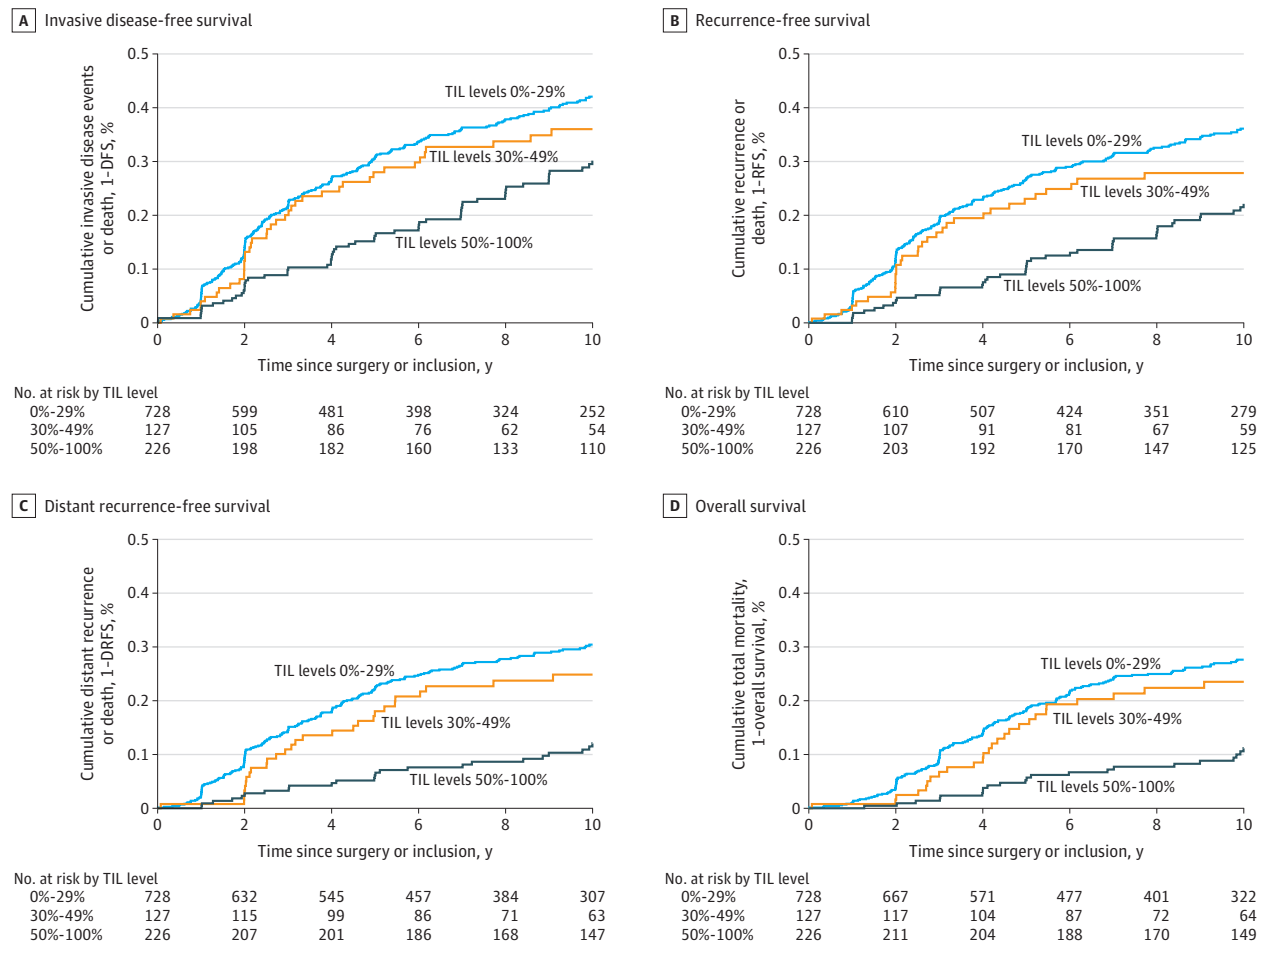 A Invasive disease-free survival
Cumulative invasive disease events
or death, 1-DFS, %
0.5
0.4
0.3
0.2
0.1
0
TIL levels 0%-29%
TIL levels 30%-49%
TIL levels 50%-100%
0 2 4 6 8 10
Time since surgery or inclusion, y
No. at risk by TIL level
0%-29% 728 599 481 398 324 252
30%-49% 127 105 86 76 62 54
50%-100% 226 198 182 160 133 110
B Recurrence-free survival
Cumulative recurrence or
death, 1-RFS, %
0.5
0.4
0.3
0.2
0.1
0
TIL levels 0%-29%
TIL levels 30%-49%
TIL levels 50%-100%
0 2 4 6 8 10
Time since surgery or inclusion, y
No. at risk by TIL level
0%-29% 728 610 507 424 351 279
30%-49% 127 107 91 81 67 59
50%-100% 226 203 192 170 147 125
C Distant recurrence-free survival
Cumulative distant recurrence
or death, 1-DRFS, %
0.5
0.4
0.3
0.2
0.1
0
TIL levels 0%-29%
TIL levels 30%-49%
TIL levels 50%-100%
0 2 4 6 8 10
Time since surgery or inclusion, y
No. at risk by TIL level
0%-29% 728 632 545 457 384 307
30%-49% 127 115 99 86 71 63
50%-100% 226 207 201 186 168 147
D Overall survival
Cumulative total mortality,
1-overall survival, %
0.5
0.4
0.3
0.2
0.1
0
TIL levels 0%-29%
TIL levels 30%-49%
TIL levels 50%-100%
0 2 4 6 8 10
Time since surgery or inclusion, y
No. at risk by TIL level
0%-29% 728 667 571 477 401 322
30%-49% 127 117 104 87 72 64
50%-100% 226 211 204 188 170 149